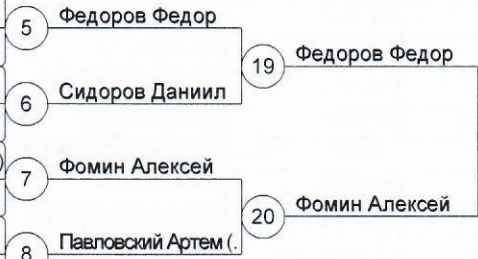 5 Федоров Федор
19 Федоров Федор
6 Сидоров Даниил
)
7 Фомин Алексей
20 Фомин Алексей
8 Павловский Артем (.